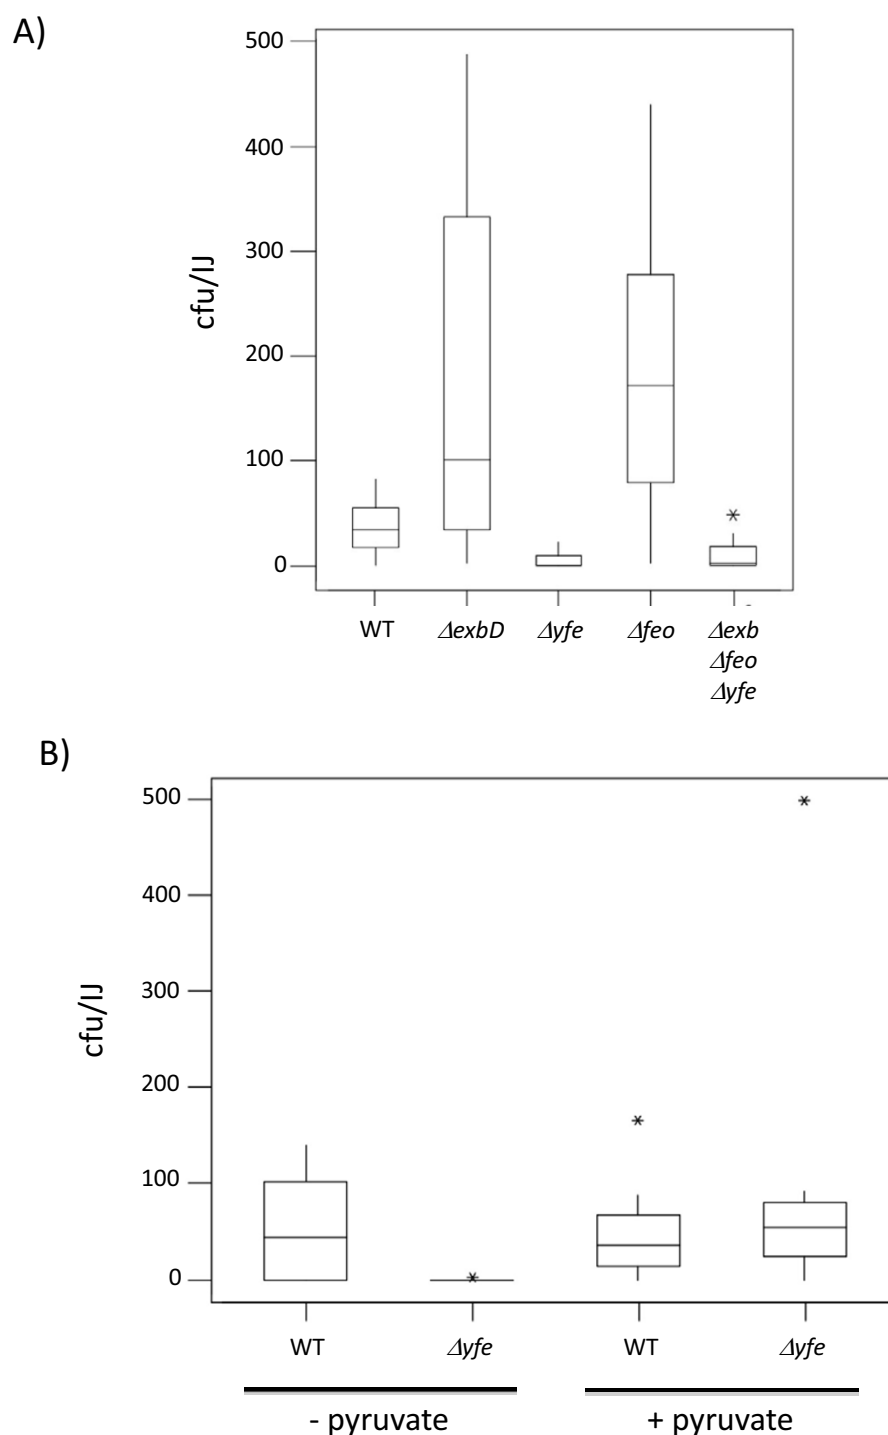 A)
500
400
300
200
100
0
cfu/IJ
WT ΔexbD Δyfe Δfeo Δexb
Δfeo
Δyfe
B)
500
400
300
200
100
0
cfu/IJ
WT Δyfe WT Δyfe
- pyruvate + pyruvate